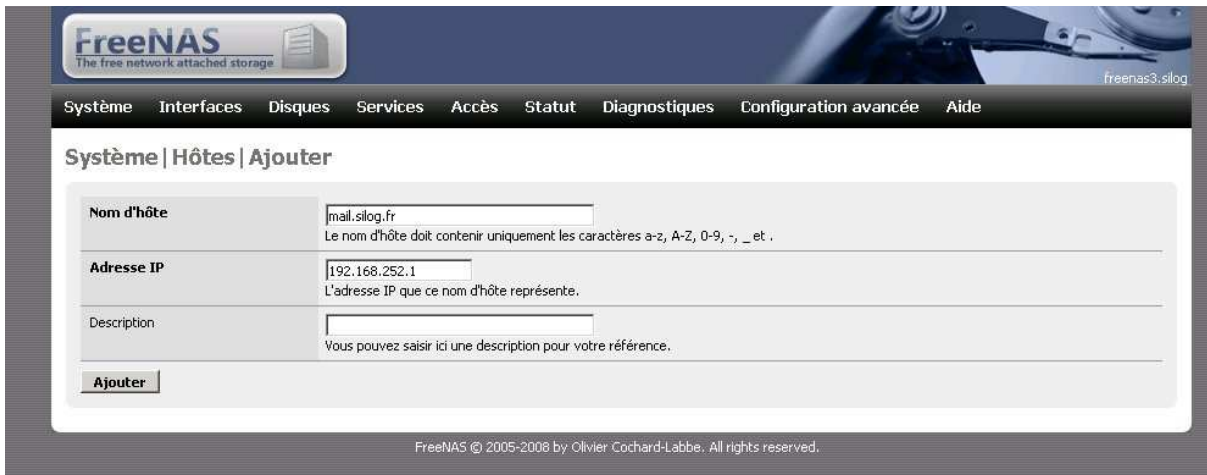 FreeNAS
The free network attached storage
freenas3.silog
Système Interfaces Disques Services Accès Statut Diagnostiques Configuration avancée Aide
Système|Hôtes|Ajouter
Nom d'hôte
mail.silog.fr
Le nom d'hôte doit contenir uniquement les caractères a-z, A-Z, 0-9, -, _ et .
Adresse IP
192.168.252.1
L'adresse IP que ce nom d'hôte représente.
Description
Vous pouvez saisir ici une description pour votre référence.
Ajouter
FreeNAS © 2005-2008 by Olivier Cochard-Labbe. All rights reserved.